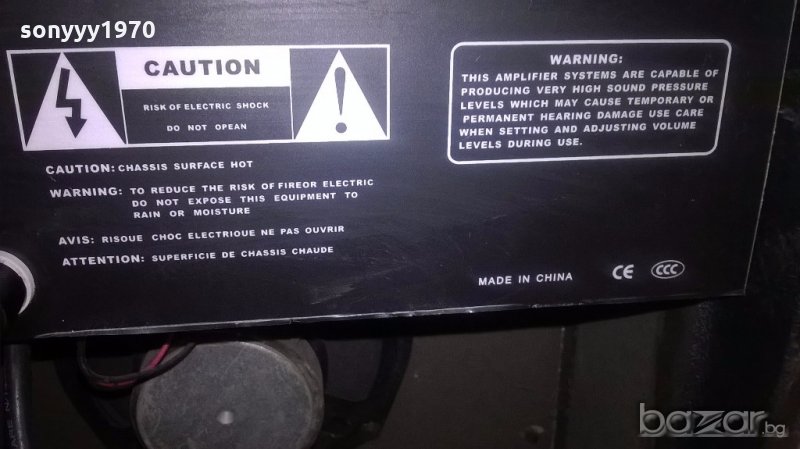 sonyyy1970
CAUTION
RISK OF ELECTRIC SHOCK
DO NOT OPEAN
CAUTION: CHASSIS SURFACE HOT
WARNING: TO REDUCE THE RISK OF FIREOR ELECTRIC
DO NOT EXPOSE THIS EQUIPMENT TO
RAIN OR MOISTURE
AVIS: RISOUE CHOC ELECTRIOUE NE PAS OUVRIR
ATTENTION: SUPERFICIE DE CHASSIS CHAUDE
WARNING:
THIS AMPLIFIER SYSTEMS ARE CAPABLE OF
PRODUCING VERY HIGH SOUND PRESSURE
LEVELS WHICH MAY CAUSE TEMPORARY OR
PERMANENT HEARING DAMAGE USE CARE
WHEN SETTING AND ADJUSTING VOLUME
LEVELS DURING USE.
MADE IN CHINA CE CCC
bazar.bg